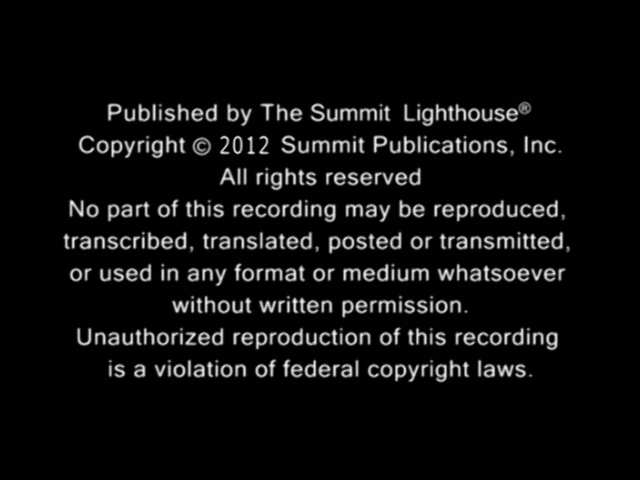 Published by The Summit Lighthouse®
Copyright © 2012 Summit Publications, Inc.
All rights reserved
No part of this recording may be reproduced,
transcribed, translated, posted or transmitted,
or used in any format or medium whatsoever
without written permission.
Unauthorized reproduction of this recording
is a violation of federal copyright laws.